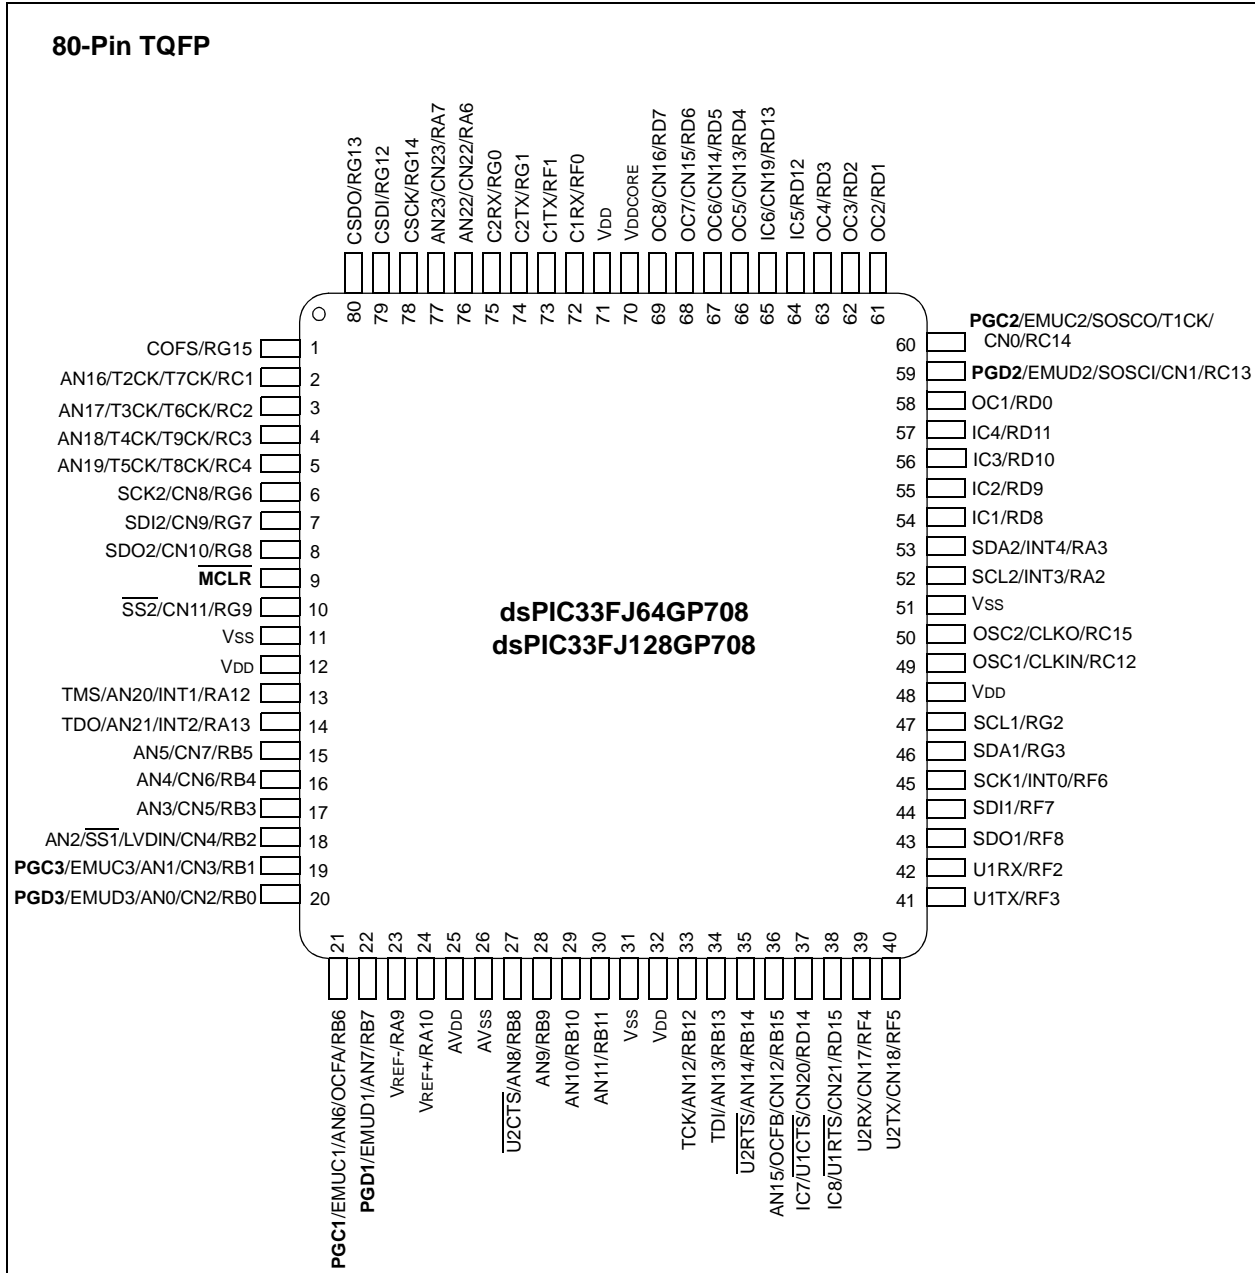 80-Pin TQFP
CSDO/RG13
CSDI/RG12
CSCK/RG14
AN23/CN23/RA7
AN22/CN22/RA6
C2RX/RG0
C2TX/RG1
C1TX/RF1
C1RX/RF0
VDD
VDDCORE
OC8/CN16/RD7
OC7/CN15/RD6
OC6/CN14/RD5
OC5/CN13/RD4
IC6/CN19/RD13
IC5/RD12
OC4/RD3
OC3/RD2
OC2/RD1
80
79
78
77
76
75
74
73
72
71
70
69
68
67
66
65
64
63
62
61
COFS/RG15 1
AN16/T2CK/T7CK/RC1 2
AN17/T3CK/T6CK/RC2 3
AN18/T4CK/T9CK/RC3 4
AN19/T5CK/T8CK/RC4 5
SCK2/CN8/RG6 6
SDI2/CN9/RG7 7
SDO2/CN10/RG8 8
MCLR 9
SS2/CN11/RG9 10
VSS 11
VDD 12
TMS/AN20/INT1/RA12 13
TDO/AN21/INT2/RA13 14
AN5/CN7/RB5 15
AN4/CN6/RB4 16
AN3/CN5/RB3 17
AN2/SS1/LVDIN/CN4/RB2 18
PGC3/EMUC3/AN1/CN3/RB1 19
PGD3/EMUD3/AN0/CN2/RB0 20
dsPIC33FJ64GP708
dsPIC33FJ128GP708
60 PGC2/EMUC2/SOSCO/T1CK/
CN0/RC14
59 PGD2/EMUD2/SOSCI/CN1/RC13
58 OC1/RD0
57 IC4/RD11
56 IC3/RD10
55 IC2/RD9
54 IC1/RD8
53 SDA2/INT4/RA3
52 SCL2/INT3/RA2
51 VSS
50 OSC2/CLKO/RC15
49 OSC1/CLKIN/RC12
48 VDD
47 SCL1/RG2
46 SDA1/RG3
45 SCK1/INT0/RF6
44 SDI1/RF7
43 SDO1/RF8
42 U1RX/RF2
41 U1TX/RF3
21
22
23
24
25
26
27
28
29
30
31
32
33
34
35
36
37
38
39
40
PGC1/EMUC1/AN6/OCFA/RB6
PGD1/EMUD1/AN7/RB7
VREF-/RA9
VREF+/RA10
AVDD
AVSS
U2CTS/AN8/RB8
AN9/RB9
AN10/RB10
AN11/RB11
VSS
VDD
TCK/AN12/RB12
TDI/AN13/RB13
U2RTS/AN14/RB14
AN15/OCFB/CN12/RB15
IC7/U1CTS/CN20/RD14
IC8/U1RTS/CN21/RD15
U2RX/CN17/RF4
U2TX/CN18/RF5